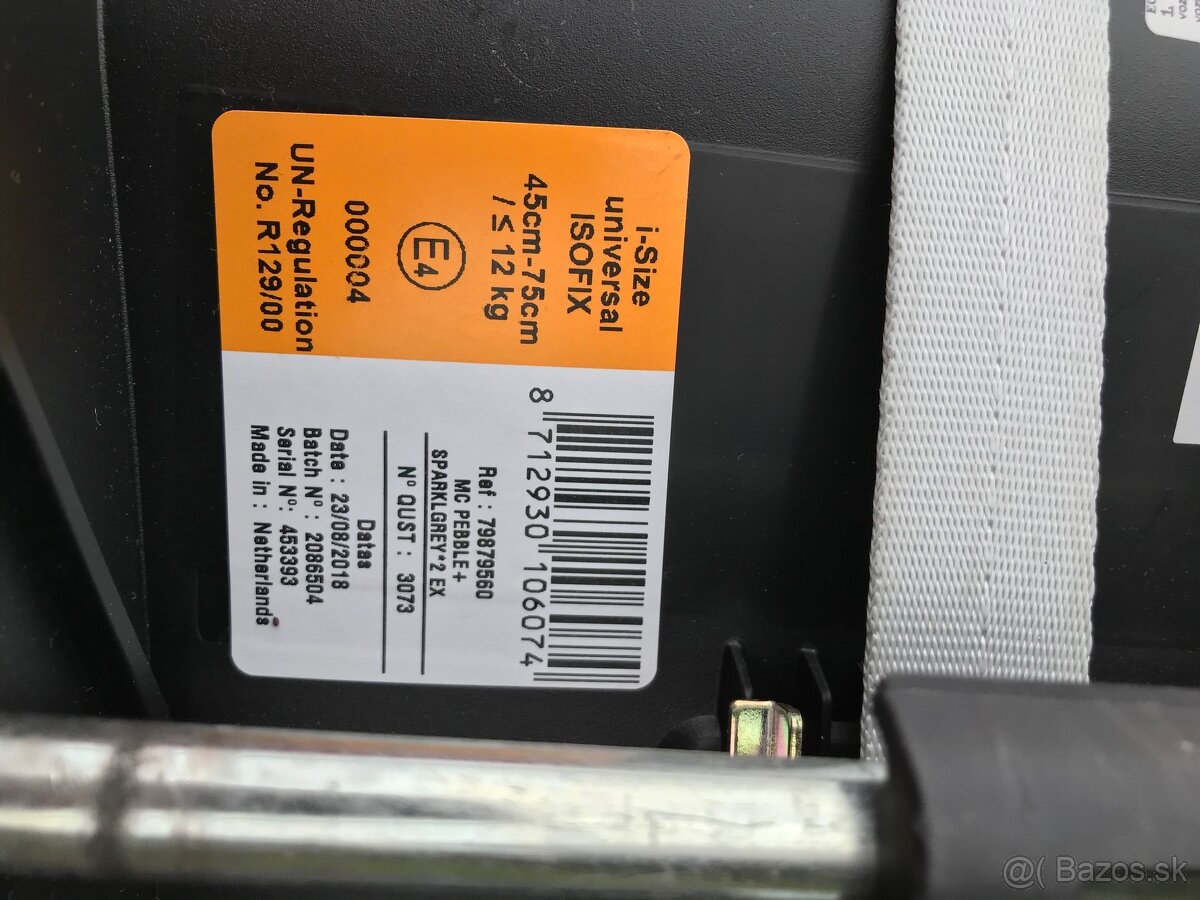 i-Size
universal
ISOFIX
45cm-75cm
/ ≤ 12 kg
E4
000004
UN-Regulation
No. R129/00
8 712930 106074
Ref : 79879560
MC PEBBLE+
SPARKLGREY*2 EX
N° QUST : 3073
Datas
Date : 23/08/2018
Batch N° : 2086504
Serial N° : 453393
Made in : Netherlands
@( Bazos.sk